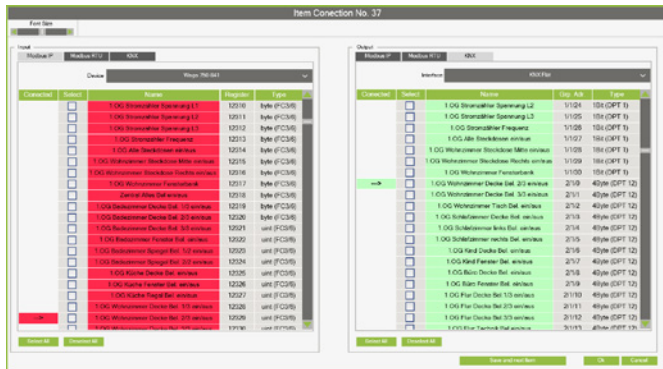 Item Conection No. 37
Font Size
Input
Modbus IP Modbus RTU KNX
Device Wago 750-841
Connected Select Name Register Type
1.OG Stromzähler Spannung L1 12310 byte (FC3/6)
1.OG Stromzähler Spannung L2 12311 byte (FC3/6)
1.OG Stromzähler Spannung L3 12312 byte (FC3/6)
1.OG Stromzähler Frequenz 12313 byte (FC3/6)
1.OG Alle Steckdosen ein/aus 12314 byte (FC3/6)
1.OG Wohnzimmer Steckdose Mitte ein/aus 12315 byte (FC3/6)
1.OG Wohnzimmer Steckdose Rechts ein/aus 12316 byte (FC3/6)
1.OG Wohnzimmer Fensterbank 12317 byte (FC3/6)
Zentral Alles Bel ein/aus 12318 byte (FC3/6)
1.OG Badezimmer Decke Bel. 1/3 ein/aus 12319 byte (FC3/6)
1.OG Badezimmer Decke Bel. 2/3 ein/aus 12320 byte (FC3/6)
1.OG Badezimmer Decke Bel. 3/3 ein/aus 12321 uint (FC3/6)
1.OG Badezimmer Fenster Bel. ein/aus 12322 uint (FC3/6)
1.OG Badezimmer Spiegel Bel. 1/2 ein/aus 12323 uint (FC3/6)
1.OG Badezimmer Spiegel Bel. 2/2 ein/aus 12324 uint (FC3/6)
1.OG Küche Decke Bel. ein/aus 12325 uint (FC3/6)
1.OG Küche Fenster Bel. ein/aus 12326 uint (FC3/6)
1.OG Küche Regal Bel. ein/aus 12327 uint (FC3/6)
1.OG Wohnzimmer Decke Bel. 1/3 ein/aus 12328 uint (FC3/6)
--> 1.OG Wohnzimmer Decke Bel. 2/3 ein/aus 12329 uint (FC3/6)
12330 uint (FC3/6)
Select All Deselect All
Output
Modbus IP Modbus RTU KNX
Interface KNX Flat
Connected Select Name Grp. Adr. Type
1.OG Stromzähler Spannung L2 1/1/24 1Bit (DPT 1)
1.OG Stromzähler Spannung L3 1/1/25 1Bit (DPT 1)
1.OG Stromzähler Frequenz 1/1/26 1Bit (DPT 1)
1.OG Alle Steckdosen ein/aus 1/1/27 1Bit (DPT 1)
1.OG Wohnzimmer Steckdose Mitte ein/aus 1/1/28 1Bit (DPT 1)
1.OG Wohnzimmer Steckdose Rechts ein/aus 1/1/29 1Bit (DPT 1)
1.OG Wohnzimmer Fensterbank 1/1/30 1Bit (DPT 1)
--> 1.OG Wohnzimmer Decke Bel. 2/3 ein/aus 2/1/0 4Byte (DPT 12)
1.OG Wohnzimmer Decke Bel. 3/3 ein/aus 2/1/1 4Byte (DPT 12)
1.OG Wohnzimmer Tisch Bel. ein/aus 2/1/2 4Byte (DPT 12)
1.OG Schlafzimmer Decke Bel. ein/aus 2/1/3 4Byte (DPT 12)
1.OG Schlafzimmer links Bel. ein/aus 2/1/4 4Byte (DPT 12)
1.OG Schlafzimmer rechts Bel. ein/aus 2/1/5 4Byte (DPT 12)
1.OG Kind Decke Bel. ein/aus 2/1/6 4Byte (DPT 12)
1.OG Kind Fenster Bel. ein/aus 2/1/7 4Byte (DPT 12)
1.OG Büro Decke Bel. ein/aus 2/1/8 4Byte (DPT 12)
1.OG Büro Fenster Bel. ein/aus 2/1/9 4Byte (DPT 12)
1.OG Flur Decke Bel. 1/3 ein/aus 2/1/10 4Byte (DPT 12)
1.OG Flur Decke Bel. 2/3 ein/aus 2/1/11 4Byte (DPT 12)
1.OG Flur Decke Bel. 3/3 ein/aus 2/1/12 4Byte (DPT 12)
1.OG Flur Technik Bel ein/aus 2/1/13 4Byte (DPT 12)
Select All Deselect All
Save and next Item Ok Cancel